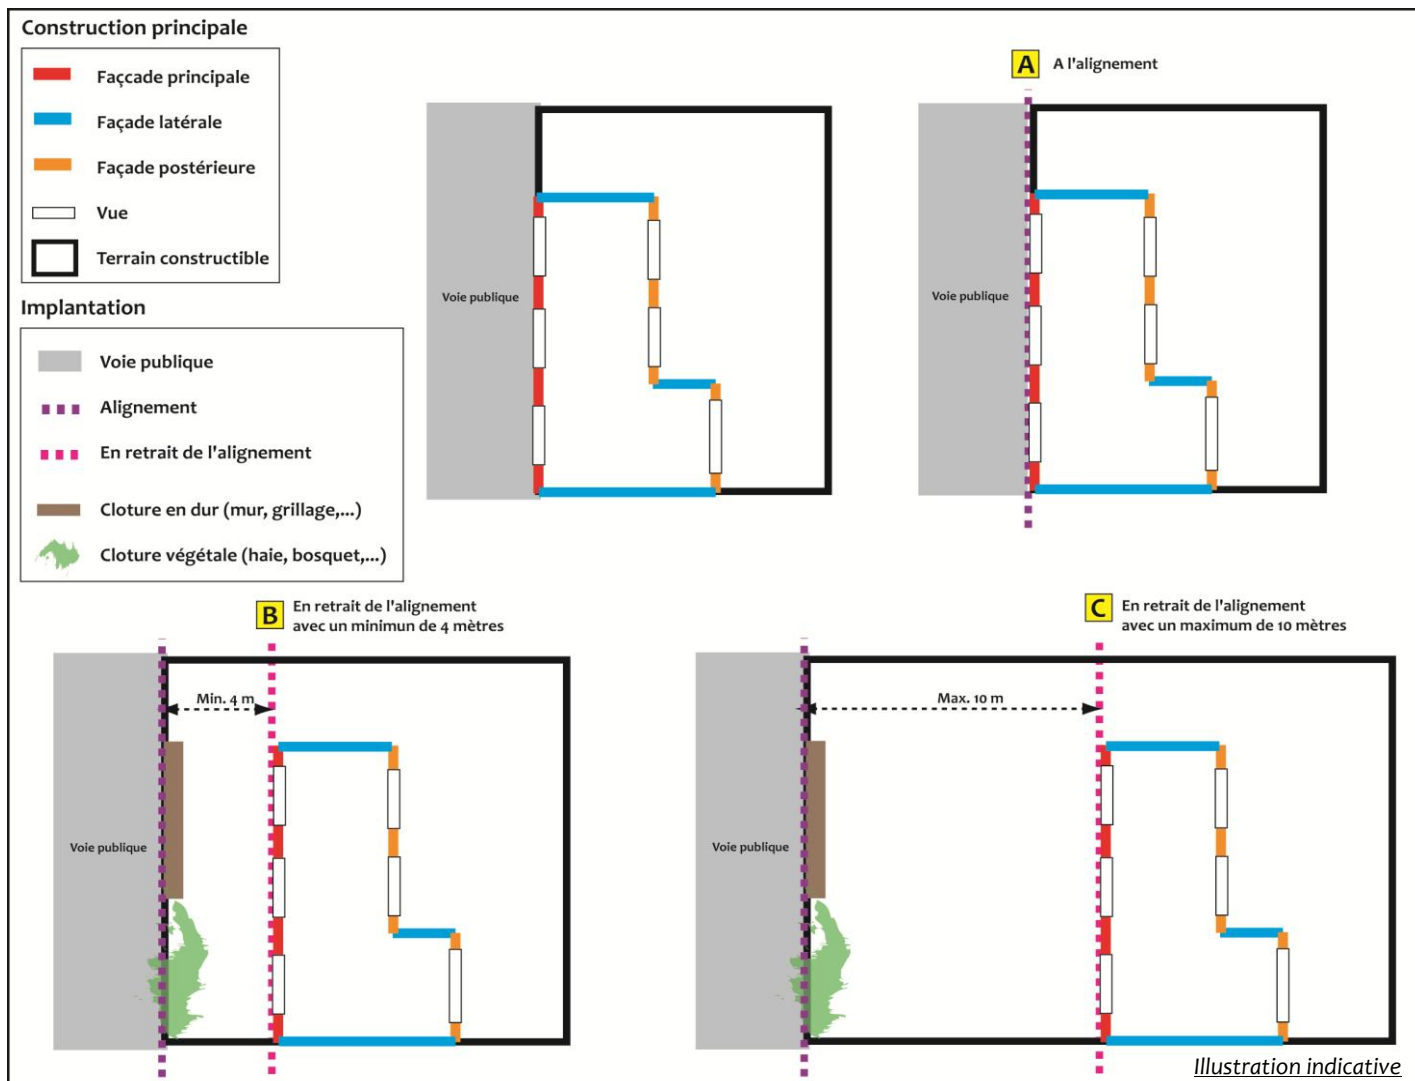 Construction principale
Façcade principale
Façade latérale
Façade postérieure
Vue
Terrain constructible
Implantation
Voie publique
Alignement
En retrait de l'alignement
Cloture en dur (mur, grillage,...)
Cloture végétale (haie, bosquet,...)
Voie publique
A A l'alignement
Voie publique
B En retrait de l'alignement
avec un minimun de 4 mètres
Min. 4 m
Voie publique
C En retrait de l'alignement
avec un maximum de 10 mètres
Max. 10 m
Voie publique
Illustration indicative